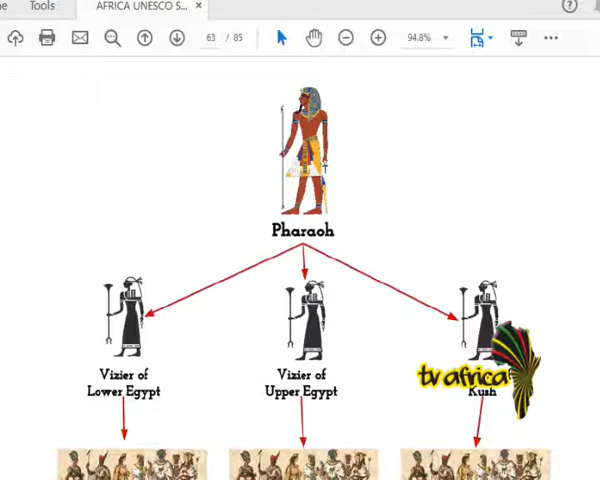 Tools
AFRICA UNESCO S...
63 / 85
94.8%
Pharaoh
Vizier of
Lower Egypt
Vizier of
Upper Egypt
tv africa
Kush